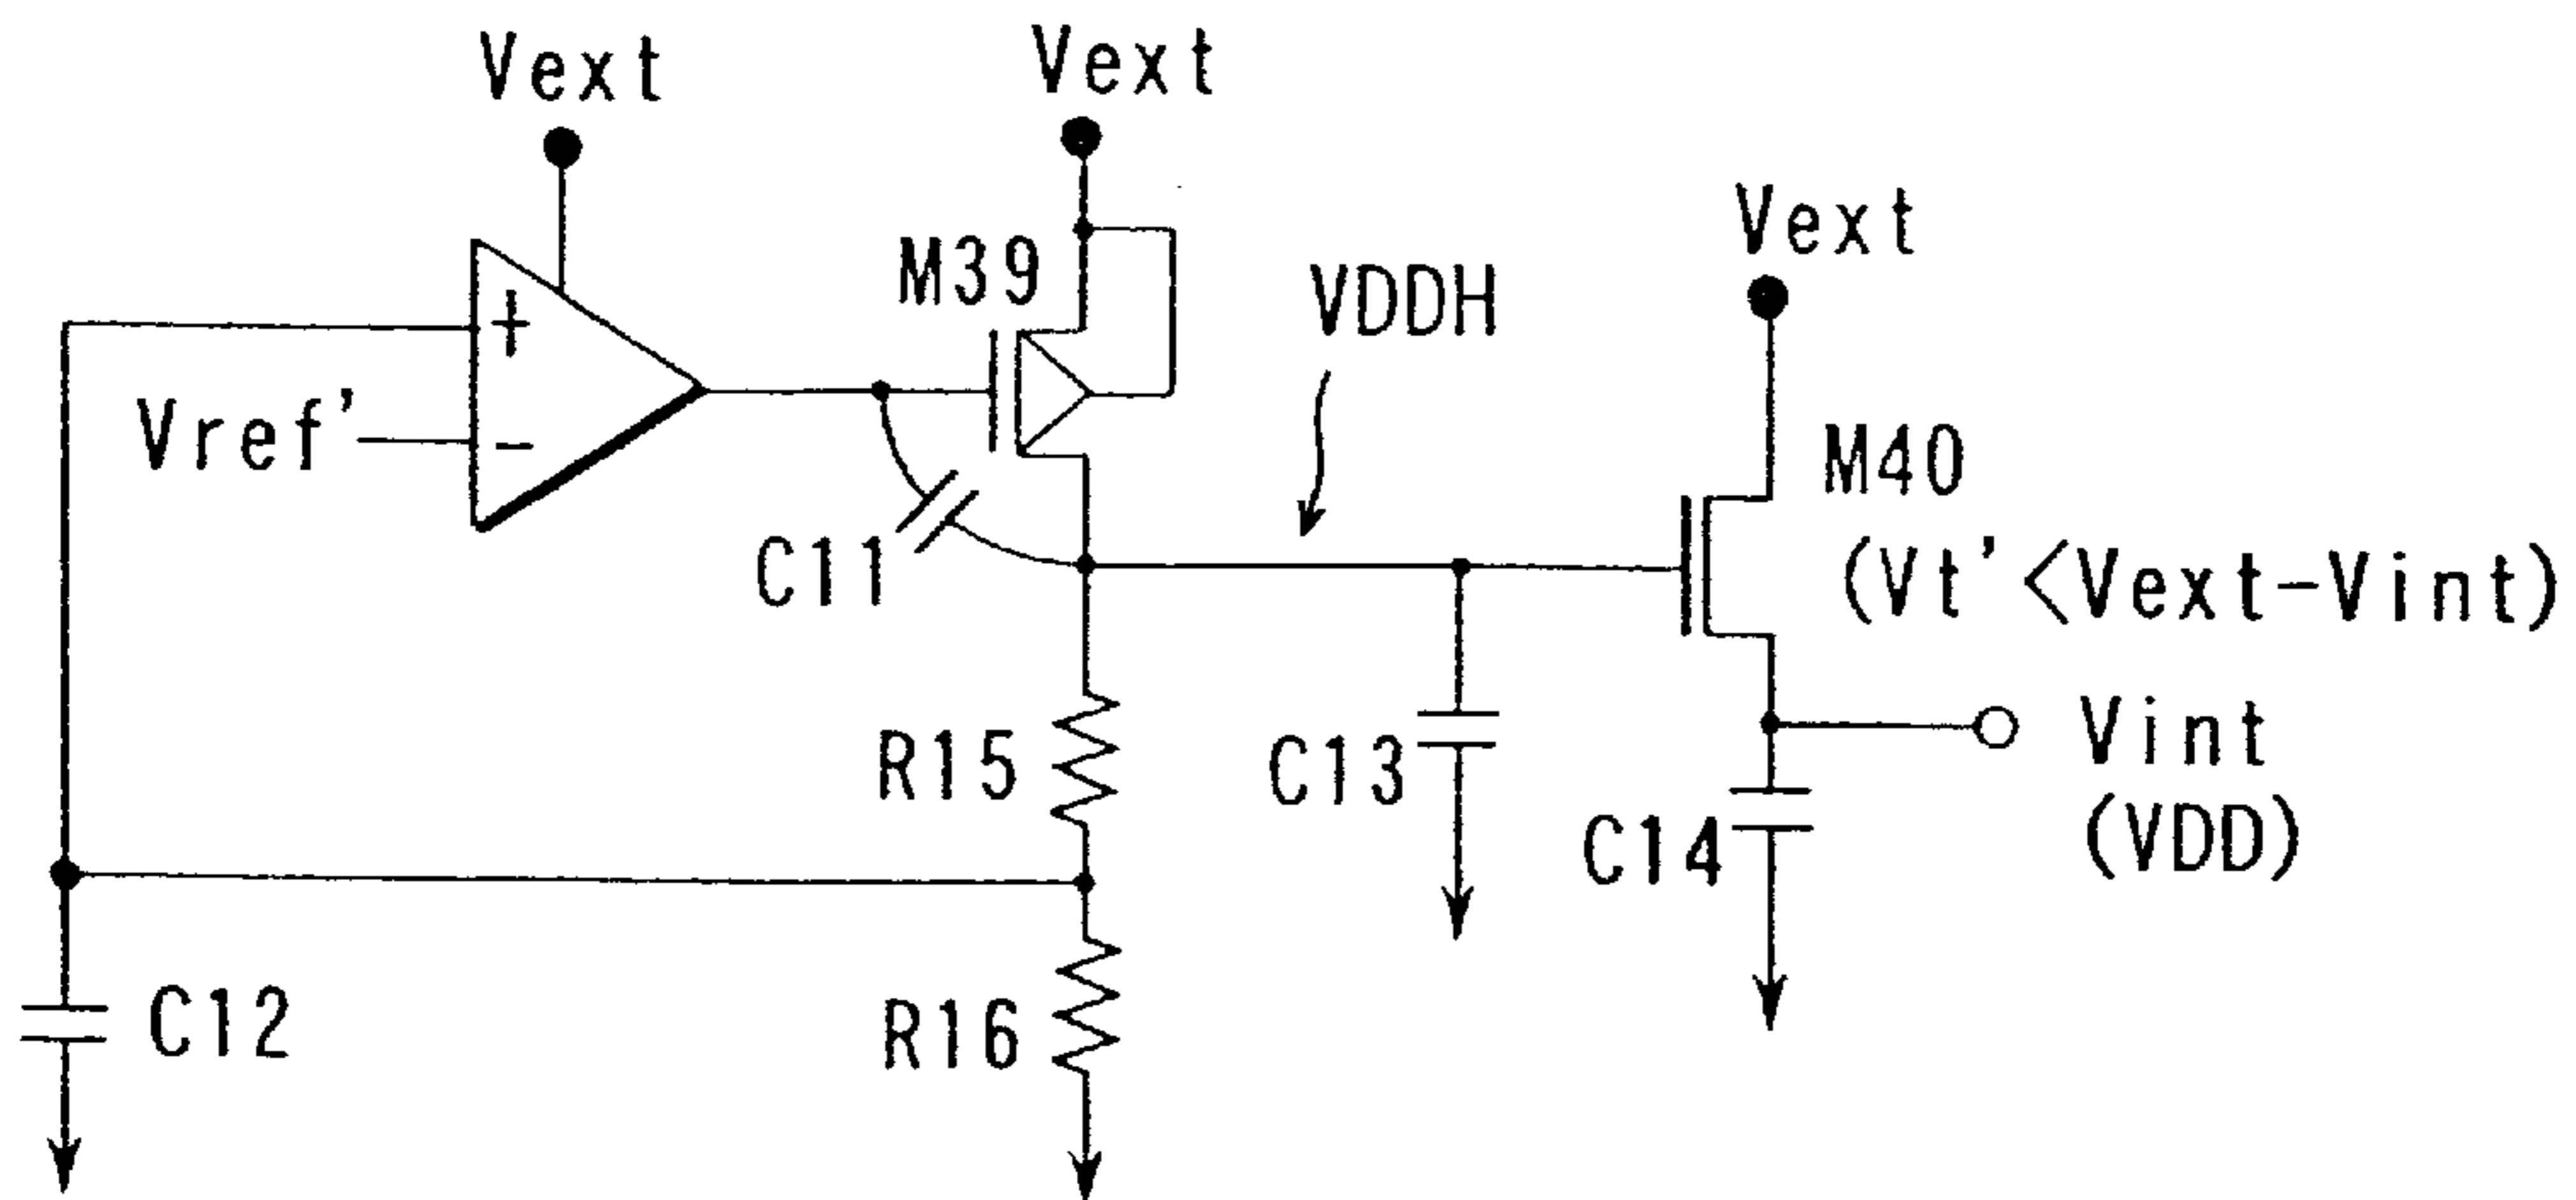 Vext
Vext
Vext
M39
VDDH
+
Vref'
-
M40
(Vt'<Vext-Vint)
C11
R15
C13
Vint
(VDD)
C14
C12
R16